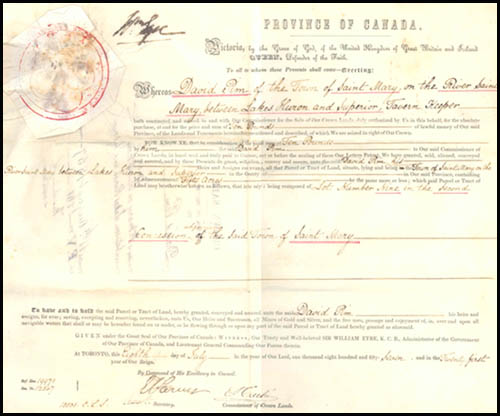 PROVINCE OF CANADA.
Victoria, by the Grace of God, of the United Kingdom of Great Britain and Ireland
QUEEN, Defender of the Faith.
To all to whom these Presents shall come—Greeting:
Whereas David Pim of the Town of Saint Mary, on the River Saint
Mary, between Lakes Huron and Superior, Tavern Keeper
hath contracted and agreed to and with Our Commissioner for the Sale of Our Crown Lands duly authorized by Us in this behalf, for the absolute
purchase, at and for the price and sum of Ten Pounds of lawful money of Our said
Province, of the Lands and Tenements hereinafter mentioned and described, of which We are seized in right of Our Crown.
NOW KNOW YE, that in consideration of the said sum of Ten Pounds
by the said David Pim to Our said Commissioner of
Crown Lands in hand well and truly paid to Our use, at or before the sealing of these Our Letters Patent, We have granted, sold, aliened, conveyed
and assured, and by these Presents do grant, sell, alien, convey and assure unto the said David Pim, his
heirs and assigns for ever, all that Parcel or Tract of Land, situate, lying and being in the Town of Saint Mary on the
River Saint Mary between Lakes Huron and Superior in the County of in Our said Province, containing
by Admeasurement Acres be the same more or less; which said Parcel or Tract
of Land may be otherwise known as follows, that is to say: being composed of Lot Number Nine in the Second
Concession of the said Town of Saint Mary
To have and to hold the said Parcel or Tract of Land, hereby granted, conveyed and assured unto the said David Pim his heirs and
assigns, for ever; saving, excepting and reserving, nevertheless, unto Us, Our Heirs and Successors, all Mines of Gold and Silver, and the free uses, passage and enjoyment of, in, over and upon all
navigable waters that shall or may be hereafter found on or under, or be flowing through or upon any part of the said Parcel or Tract of Land hereby granted as aforesaid.
GIVEN under the Great Seal of Our Province of Canada: WITNESS, Our Trusty and Well-beloved SIR WILLIAM EYRE, K. C. B., Administrator of the Government
of Our Province of Canada, and Lieutenant General Commanding Our Forces therein
At TORONTO, this Eighth day of July in the year of Our Lord, one thousand eight hundred and fifty seven and in the Twenty first
By Command of His Excellency in Council.
Secretary. Commissioner of Crown Lands.